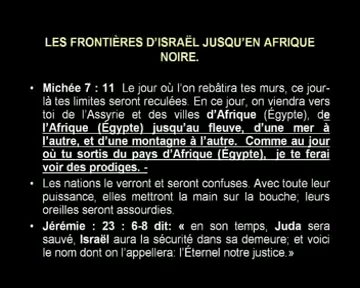 LES FRONTIÈRES D'ISRAËL JUSQU'EN AFRIQUE
NOIRE.
• Michée 7 : 11 Le jour où l'on rebâtira tes murs, ce jour-
là tes limites seront reculées. En ce jour, on viendra vers
toi de l'Assyrie et des villes d'Afrique (Égypte), de
l'Afrique (Égypte) jusqu'au fleuve, d'une mer à
l'autre, et d'une montagne à l'autre. Comme au jour
où tu sortis du pays d'Afrique (Égypte), je te ferai
voir des prodiges. -
• Les nations le verront et seront confuses. Avec toute leur
puissance, elles mettront la main sur la bouche; leurs
oreilles seront assourdies.
• Jérémie : 23 : 6-8 dit: « en son temps, Juda sera
sauvé, Israël aura la sécurité dans sa demeure; et voici
le nom dont on l'appellera: l'Éternel notre justice.»